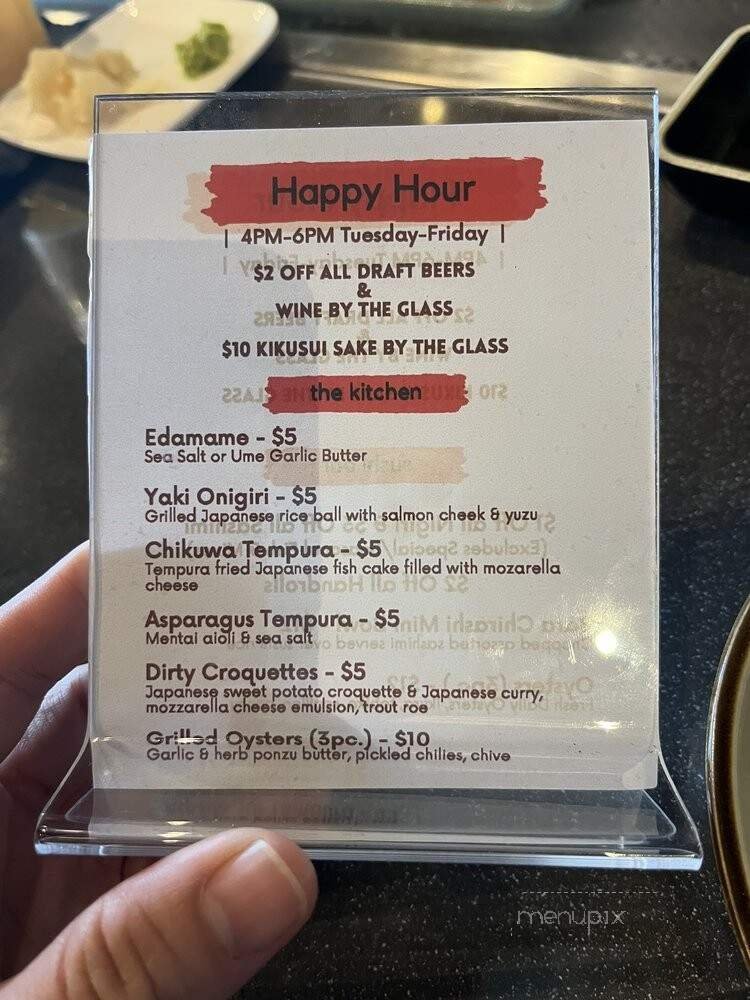 Happy Hour
| 4PM-6PM Tuesday-Friday |
$2 OFF ALL DRAFT BEERS
&
WINE BY THE GLASS
$10 KIKUSUI SAKE BY THE GLASS
the kitchen
Edamame - $5
Sea Salt or Ume Garlic Butter
Yaki Onigiri - $5
Grilled Japanese rice ball with salmon cheek & yuzu
Chikuwa Tempura - $5
Tempura fried Japanese fish cake filled with mozarella
cheese
Asparagus Tempura - $5
Mentai aioli & sea salt
Dirty Croquettes - $5
Japanese sweet potato croquette & Japanese curry,
mozzarella cheese emulsion, trout roe
Grilled Oysters (3pc.) - $10
Garlic & herb ponzu butter, pickled chilies, chive
menupix